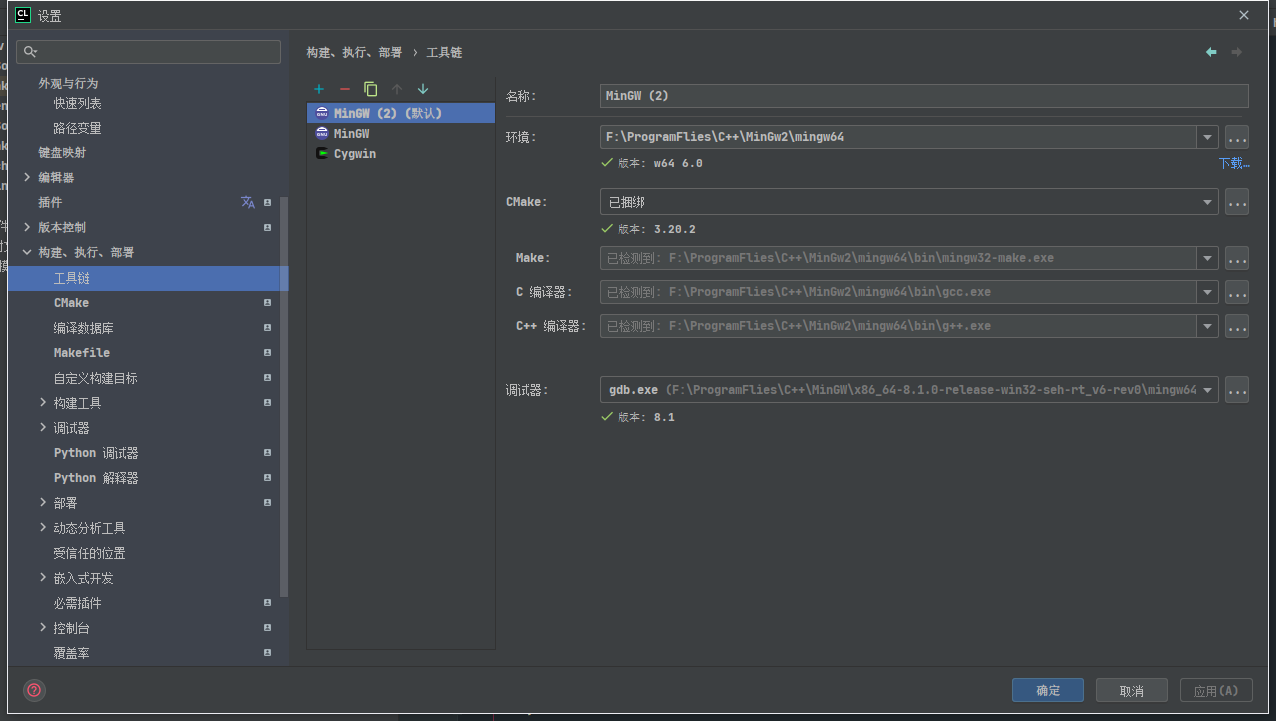 CL 设置
外观与行为
快速列表
路径变量
键盘映射
编辑器
插件
版本控制
构建、执行、部署
工具链
CMake
编译数据库
Makefile
自定义构建目标
构建工具
调试器
Python 调试器
Python 解释器
部署
动态分析工具
受信任的位置
嵌入式开发
必需插件
控制台
覆盖率
构建、执行、部署 › 工具链
MinGW (2) (默认)
MinGW
Cygwin
名称: MinGW (2)
环境: F:\ProgramFlies\C++\MinGw2\mingw64
版本: w64 6.0 下载…
CMake: 已捆绑
版本: 3.20.2
Make: 已检测到: F:\ProgramFlies\C++\MinGw2\mingw64\bin\mingw32-make.exe
C 编译器: 已检测到: F:\ProgramFlies\C++\MinGw2\mingw64\bin\gcc.exe
C++ 编译器: 已检测到: F:\ProgramFlies\C++\MinGw2\mingw64\bin\g++.exe
调试器: gdb.exe (F:\ProgramFlies\C++\MinGW\x86_64-8.1.0-release-win32-seh-rt_v6-rev0\mingw64
版本: 8.1
确定 取消 应用(A)